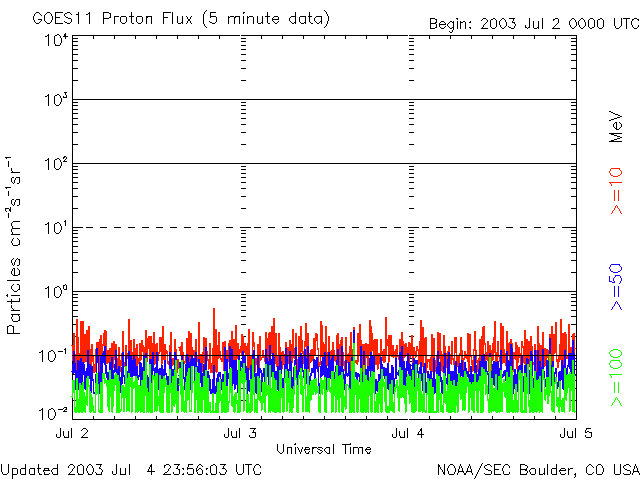 GOES11 Proton Flux (5 minute data)
Begin: 2003 Jul 2 0000 UTC
Particles cm⁻²s⁻¹sr⁻¹
10⁴
10³
10²
10¹
10⁰
10⁻¹
10⁻²
Jul 2
Jul 3
Jul 4
Jul 5
Universal Time
MeV
>=10
>=50
>=100
Updated 2003 Jul 4 23:56:03 UTC
NOAA/SEC Boulder, CO USA